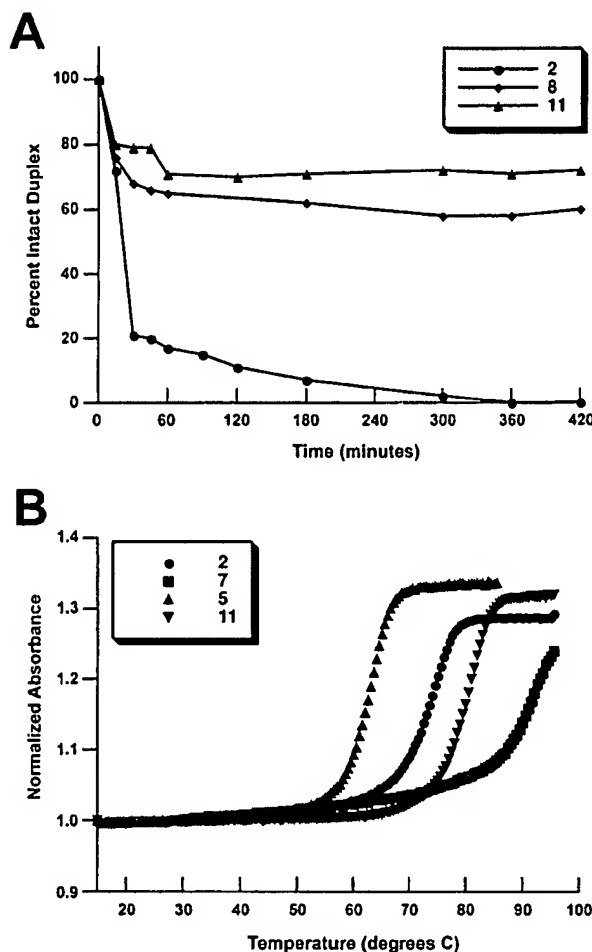 A
100
80
60
40
20
0
Percent Intact Duplex
2
8
11
0 60 120 180 240 300 360 420
Time (minutes)
B
1.4
1.3
1.2
1.1
1.0
0.9
Normalized Absorbance
2
7
5
11
20 30 40 50 60 70 80 90 100
Temperature (degrees C)